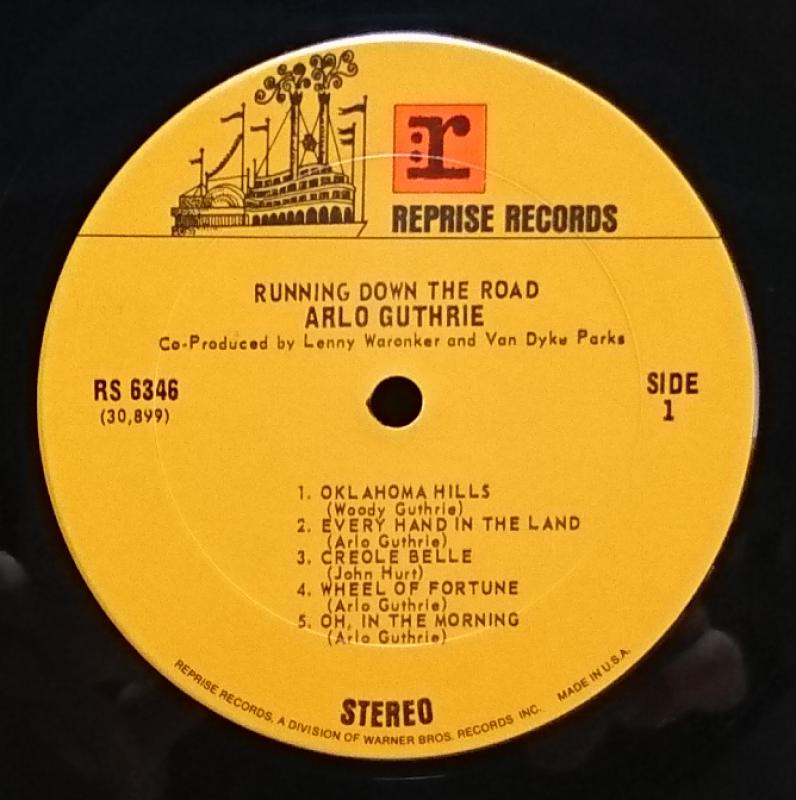 :r
REPRISE RECORDS
RUNNING DOWN THE ROAD
ARLO GUTHRIE
Co-Produced by Lenny Waronker and Van Dyke Parks
RS 6346
(30,899)
SIDE
1
1. OKLAHOMA HILLS
(Woody Guthrie)
2. EVERY HAND IN THE LAND
(Arlo Guthrie)
3. CREOLE BELLE
(John Hurt)
4. WHEEL OF FORTUNE
(Arlo Guthrie)
5. OH, IN THE MORNING
(Arlo Guthrie)
STEREO
REPRISE RECORDS, A DIVISION OF WARNER BROS. RECORDS INC. MADE IN U.S.A.